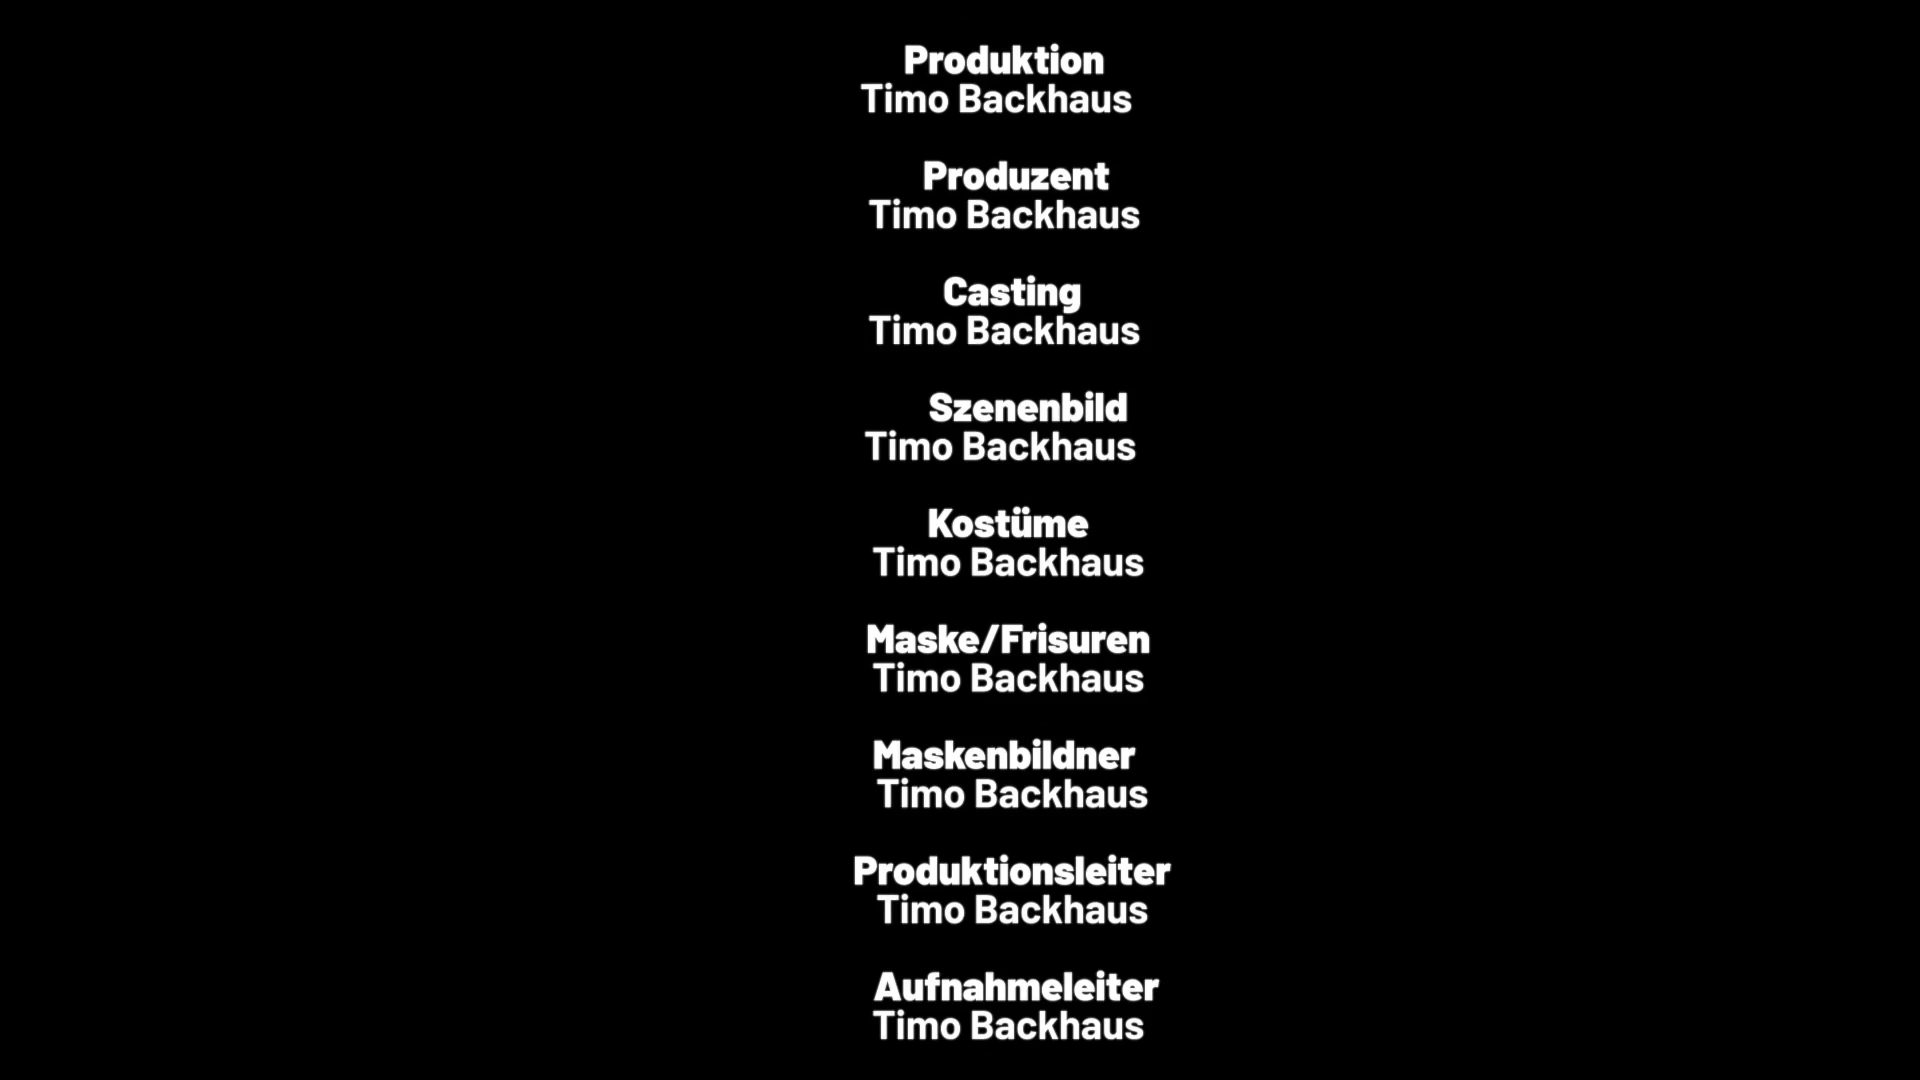 Produktion
Timo Backhaus
Produzent
Timo Backhaus
Casting
Timo Backhaus
Szenenbild
Timo Backhaus
Kostüme
Timo Backhaus
Maske/Frisuren
Timo Backhaus
Maskenbildner
Timo Backhaus
Produktionsleiter
Timo Backhaus
Aufnahmeleiter
Timo Backhaus